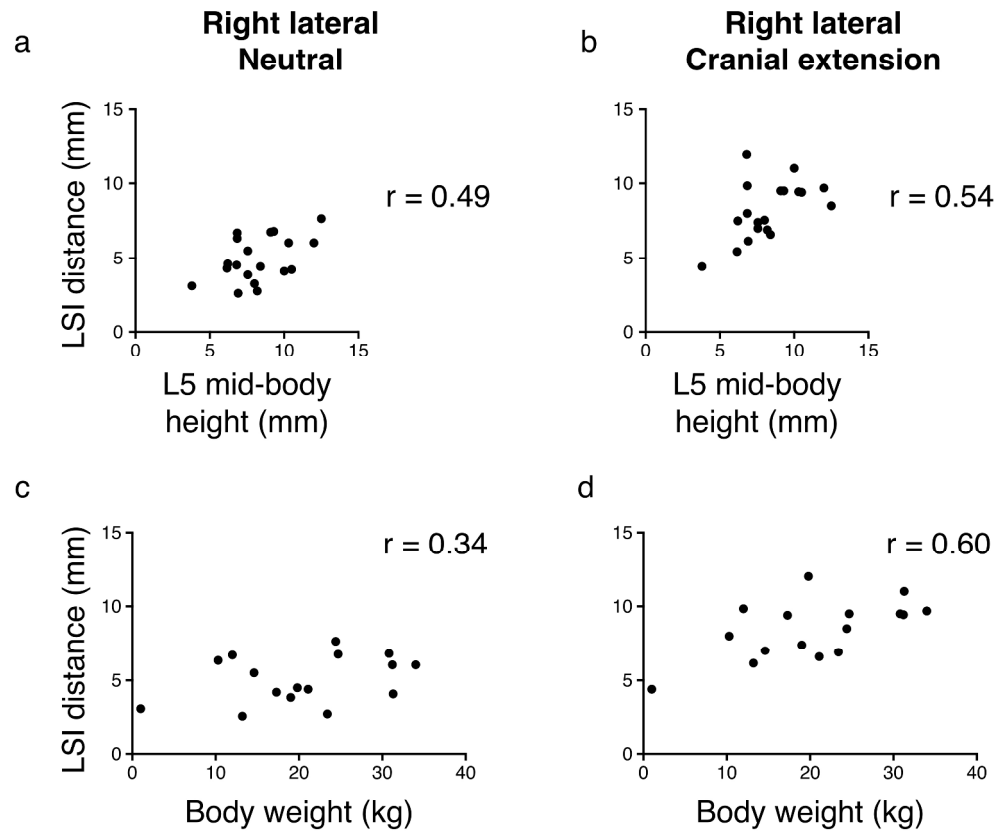 a
Right lateral
Neutral
b
Right lateral
Cranial extension
LSI distance (mm)
15
10
5
0
0 5 10 15
r = 0.49
L5 mid-body
height (mm)
15
10
5
0
0 5 10 15
r = 0.54
L5 mid-body
height (mm)
c
LSI distance (mm)
15
10
5
0
0 10 20 30 40
r = 0.34
Body weight (kg)
d
15
10
5
0
0 10 20 30 40
r = 0.60
Body weight (kg)